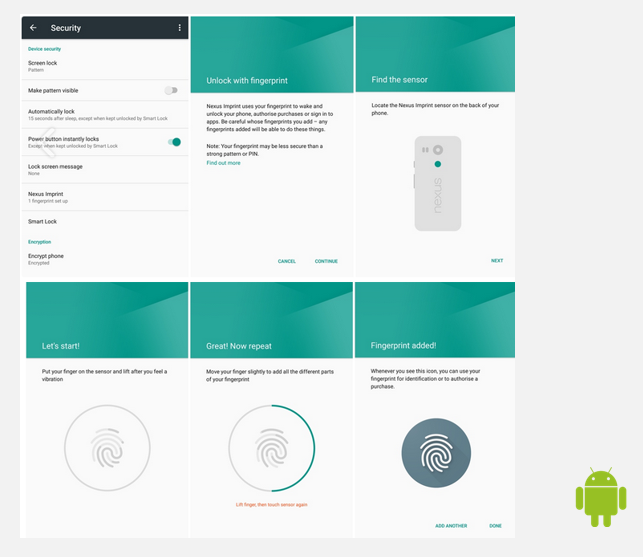 Security
Device security
Screen lock
Pattern
Make pattern visible
Automatically lock
15 seconds after sleep, except when kept unlocked by Smart Lock
Power button instantly locks
Except when kept unlocked by Smart Lock
Lock screen message
None
Nexus Imprint
1 fingerprint set up
Smart Lock
Encryption
Encrypt phone
Encrypted
Unlock with fingerprint
Nexus Imprint uses your fingerprint to wake and
unlock your phone, authorise purchases or sign in to
apps. Be careful whose fingerprints you add – any
fingerprints added will be able to do these things.
Note: Your fingerprint may be less secure than a
strong pattern or PIN.
Find out more
CANCEL CONTINUE
Find the sensor
Locate the Nexus Imprint sensor on the back of your
phone.
nexus
NEXT
Let's start!
Put your finger on the sensor and lift after you feel a
vibration
Great! Now repeat
Move your finger slightly to add all the different parts
of your fingerprint
Lift finger, then touch sensor again
Fingerprint added!
Whenever you see this icon, you can use your
fingerprint for identification or to authorise a
purchase.
ADD ANOTHER DONE